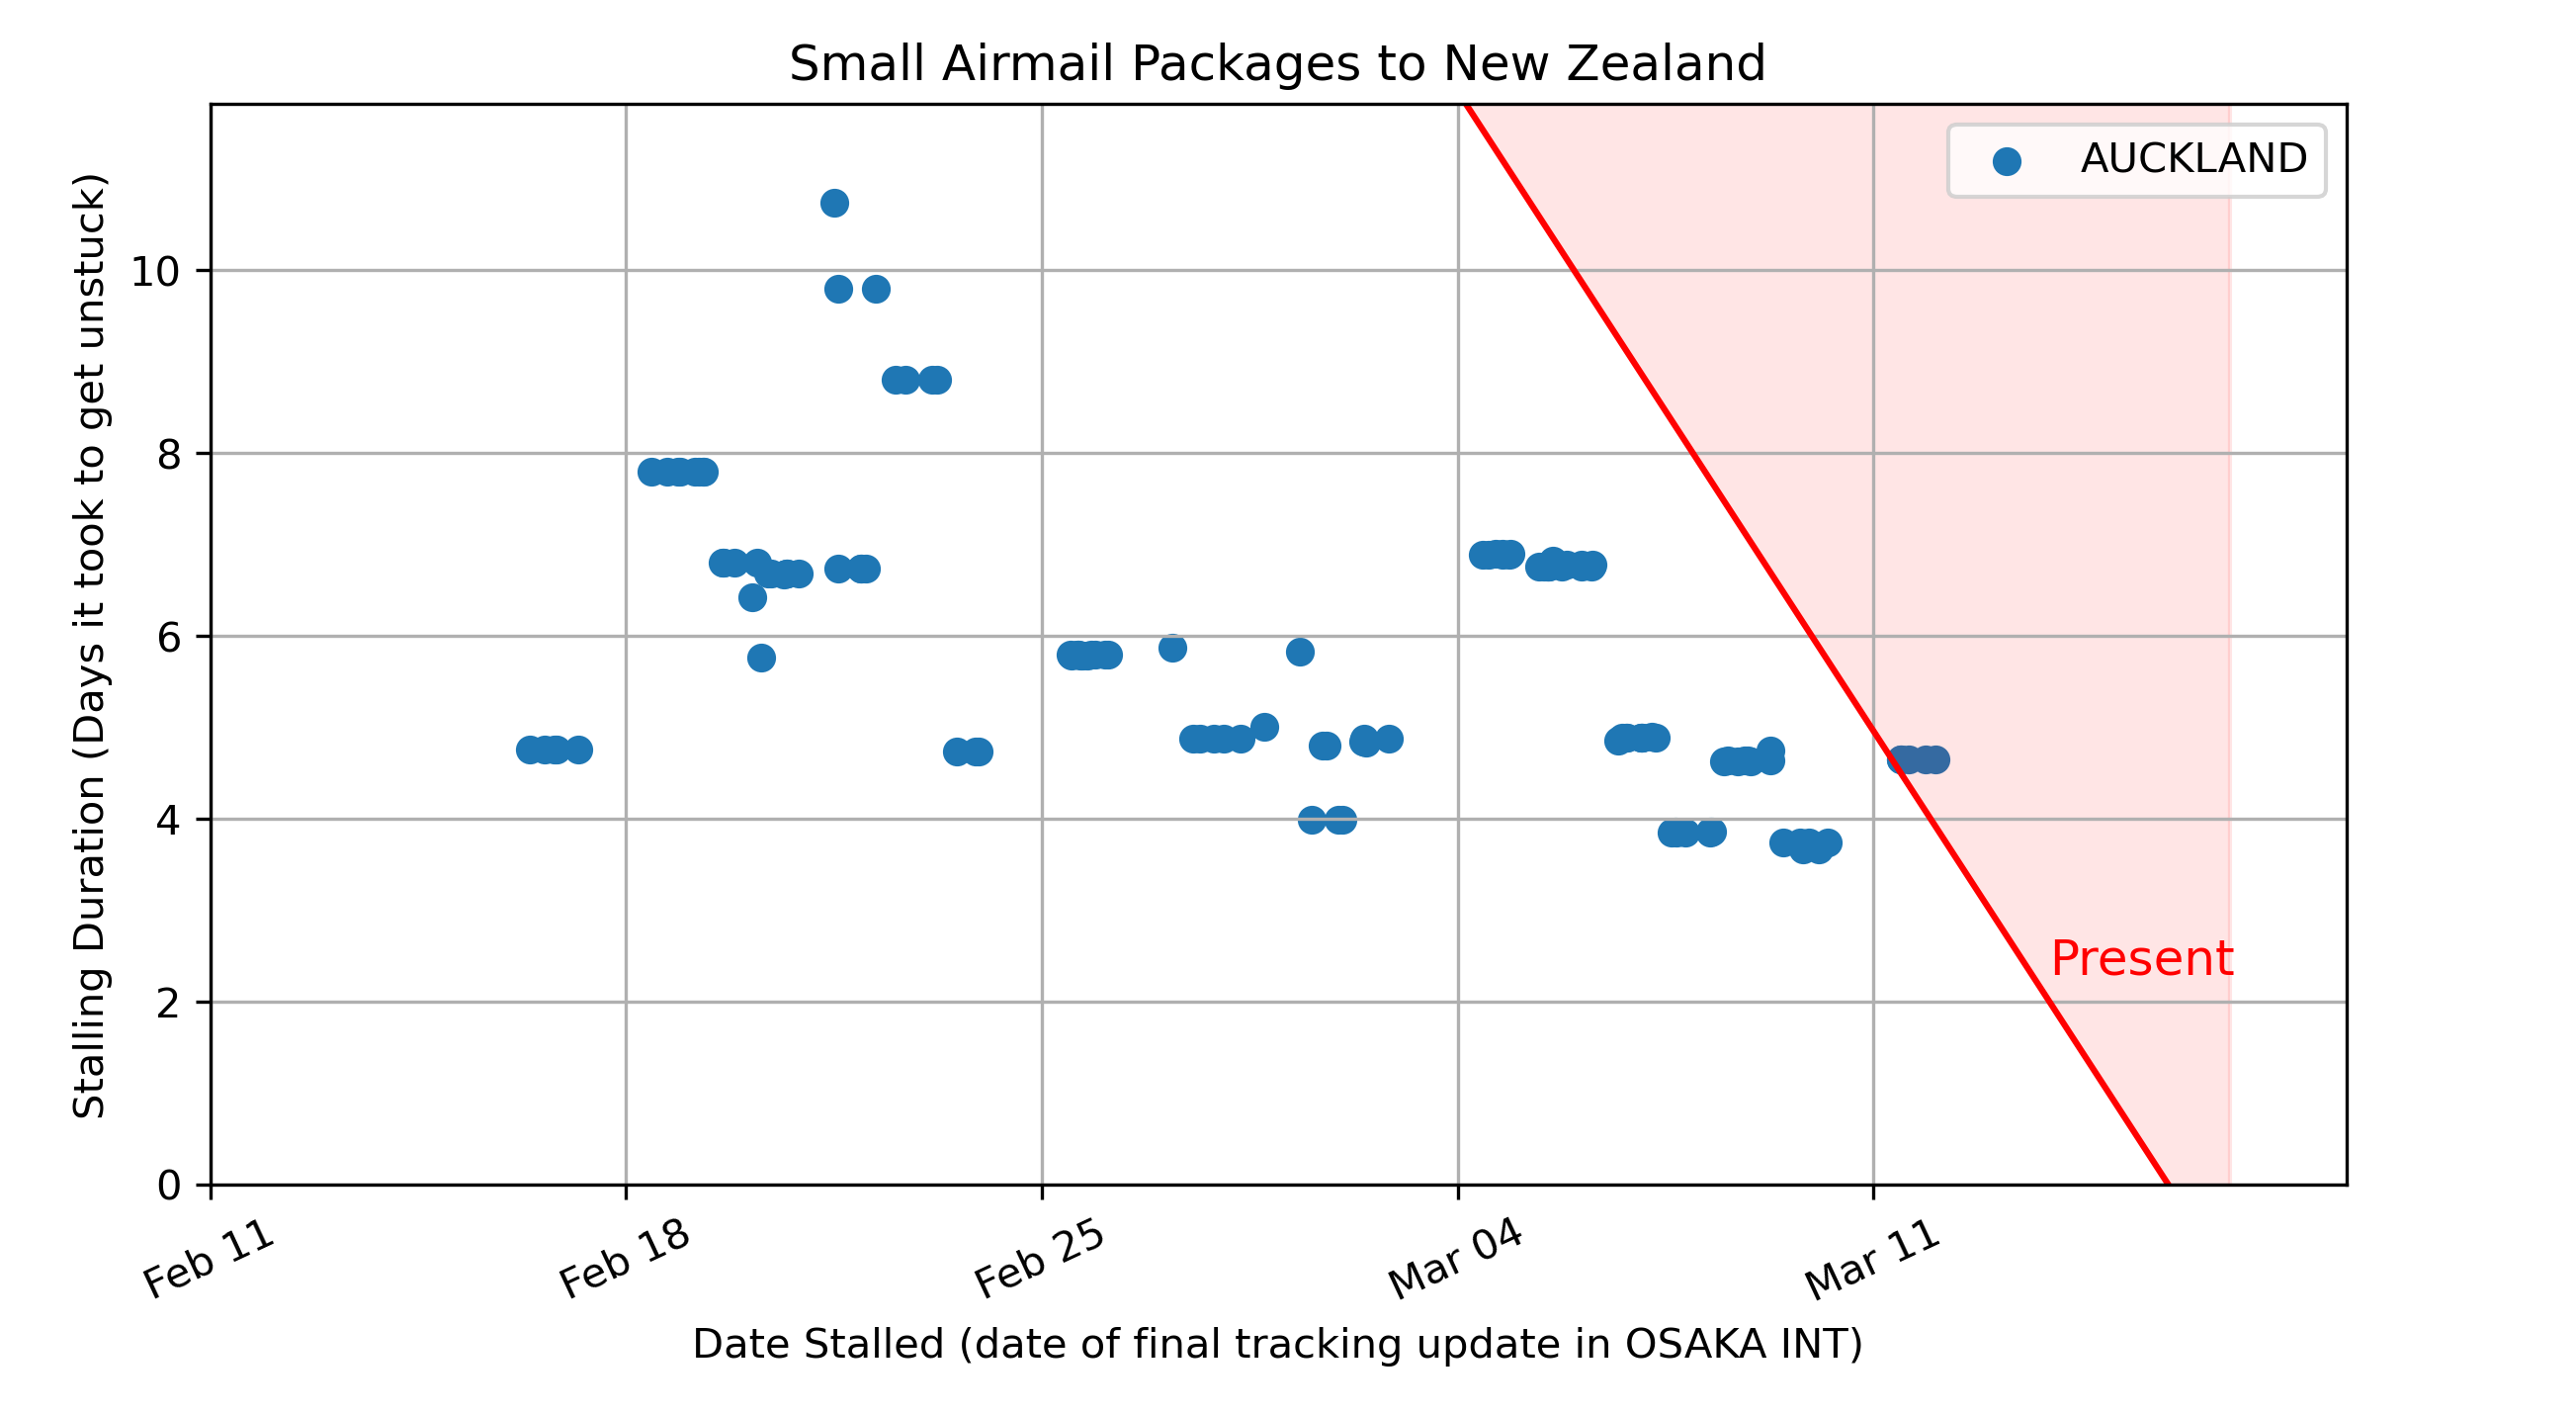 Small Airmail Packages to New Zealand
AUCKLAND
Stalling Duration (Days it took to get unstuck)
10
8
6
4
2
0
Present
Feb 11
Feb 18
Feb 25
Mar 04
Mar 11
Date Stalled (date of final tracking update in OSAKA INT)